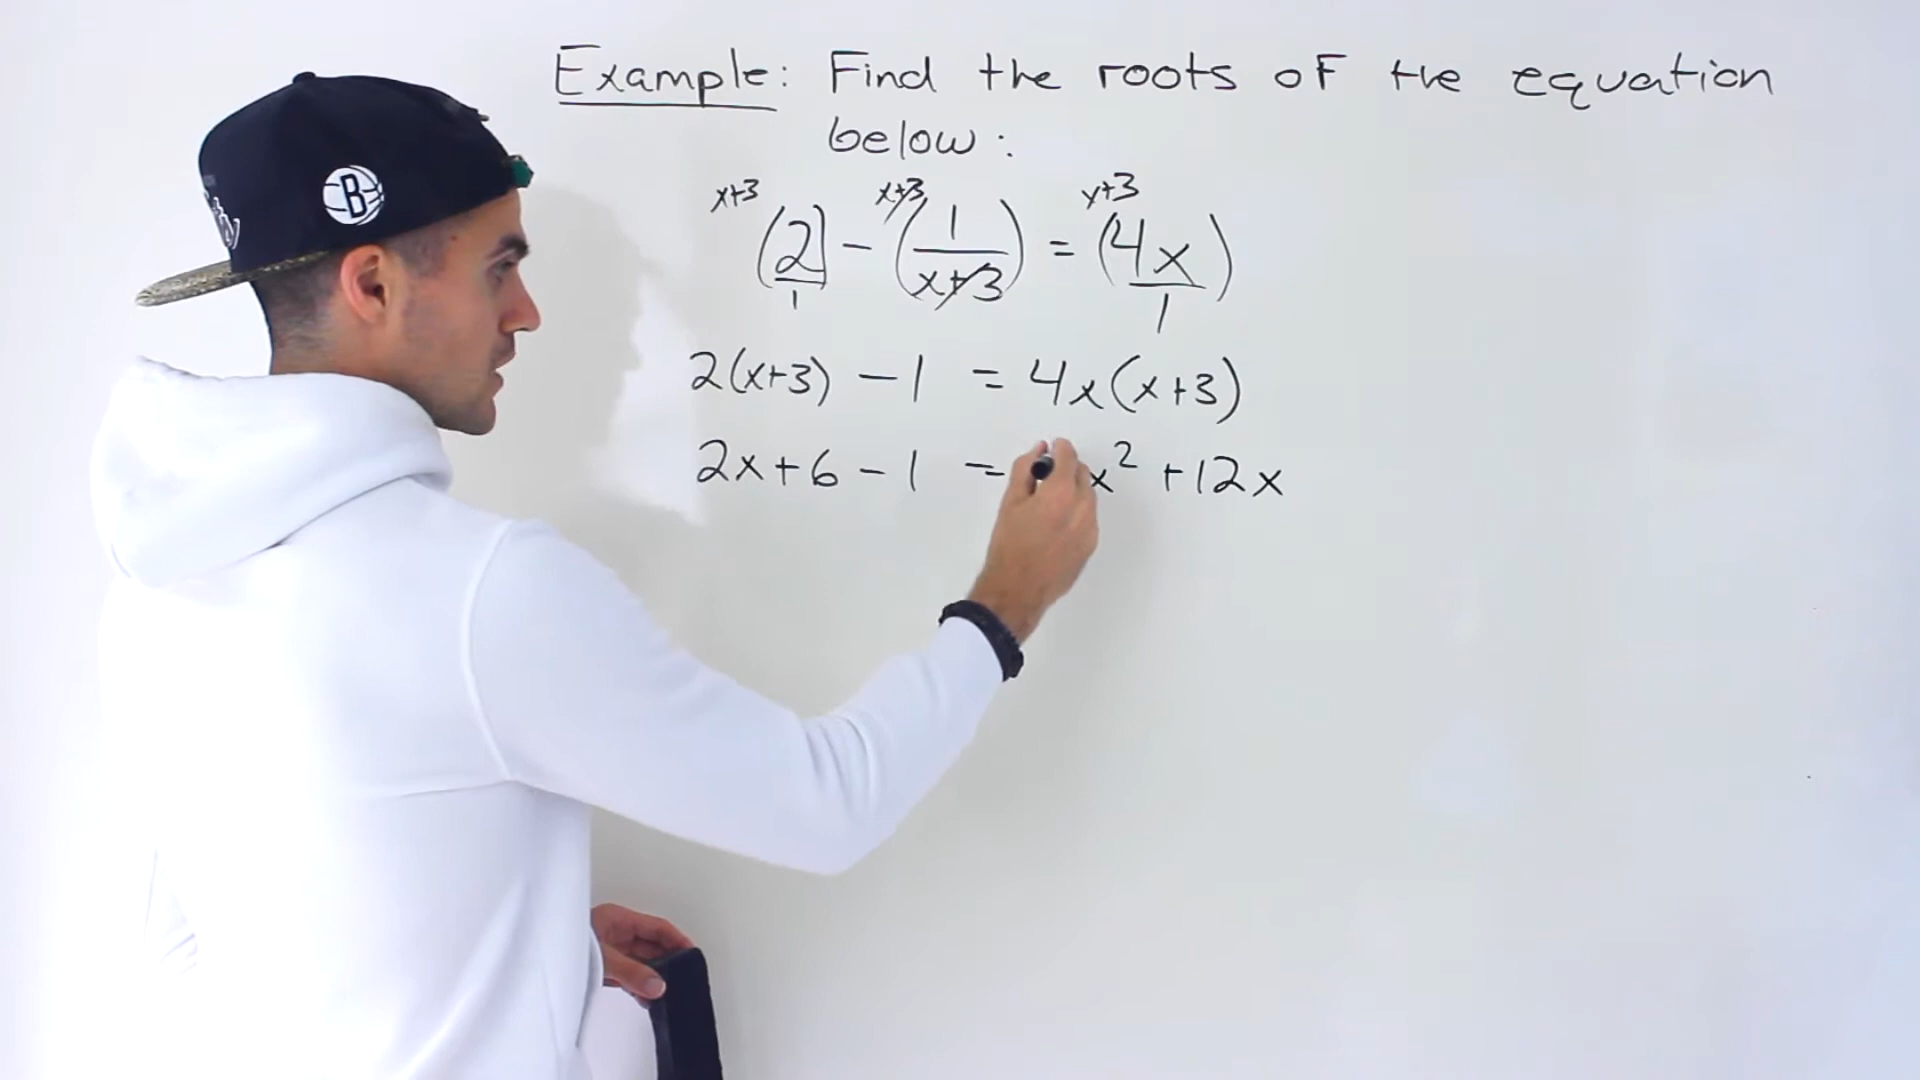 Example: Find the roots of the equation
below:
x+3 (2/1) - x+3 (1/x+3) = x+3 (4x/1)
2(x+3) - 1 = 4x(x+3)
2x+6-1 = x² +12x
B